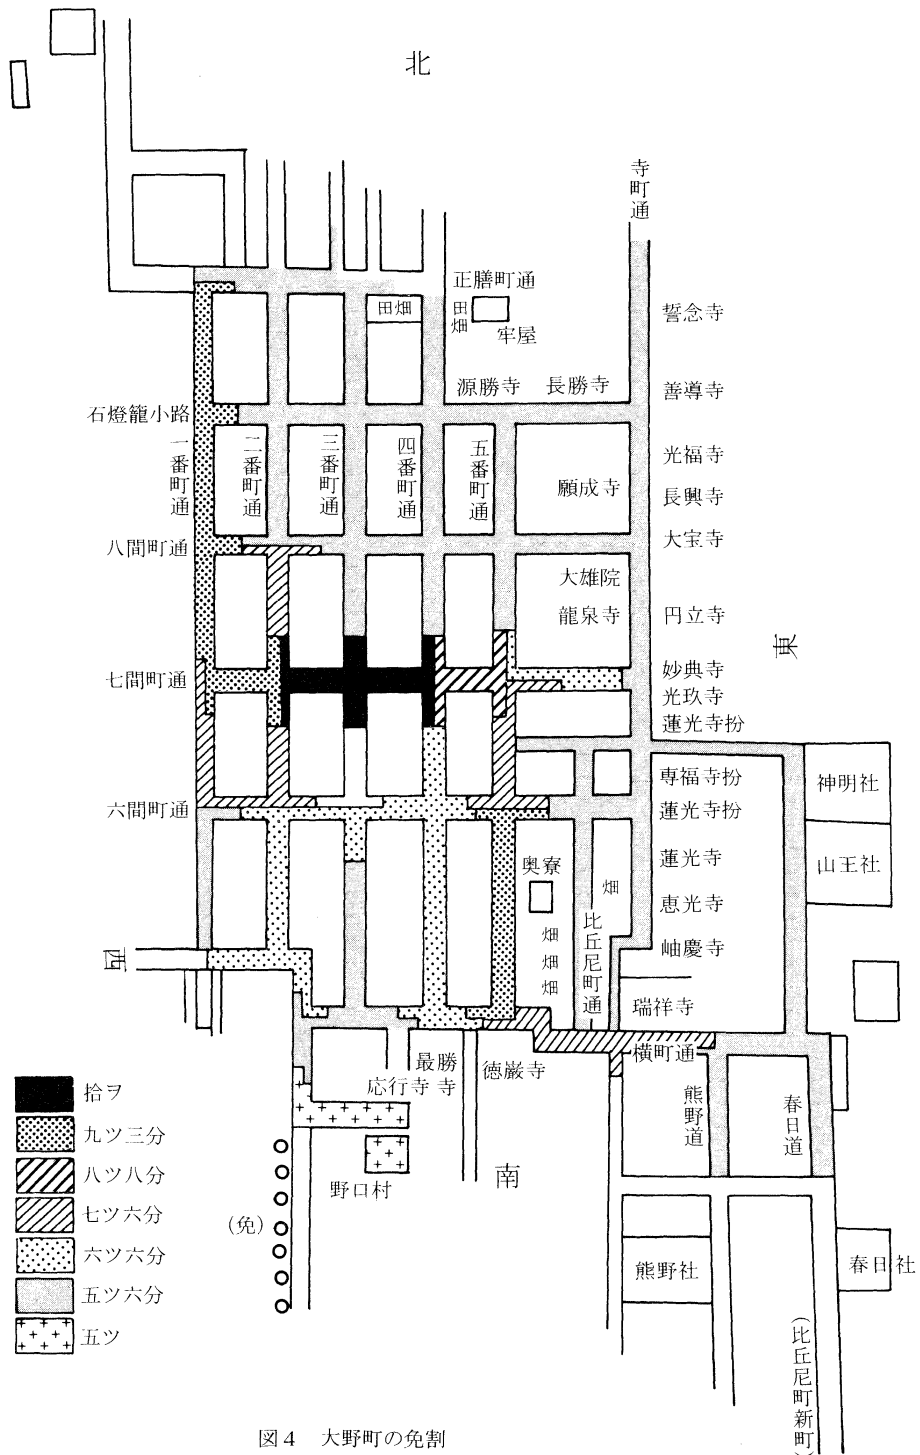 北
寺町通
正膳町通
田畑
田畑
牢屋
誓念寺
源勝寺
長勝寺
善導寺
石燈籠小路
一番町通
二番町通
三番町通
四番町通
五番町通
願成寺
光福寺
長興寺
八間町通
大宝寺
大雄院
龍泉寺
円立寺
東
七間町通
妙典寺
光玖寺
蓮光寺扮
専福寺扮
神明社
六間町通
蓮光寺扮
奥寮
畑
蓮光寺
山王社
恵光寺
西
畑
畑
畑
比丘尼町通
岫慶寺
瑞祥寺
最勝寺
応行寺
徳巌寺
横町通
熊野道
春日道
拾ヲ
九ツ三分
八ツ八分
七ツ六分
六ツ六分
五ツ六分
五ツ
野口村
南
(免)
熊野社
春日社
(比丘尼町新町)
図4 大野町の免割